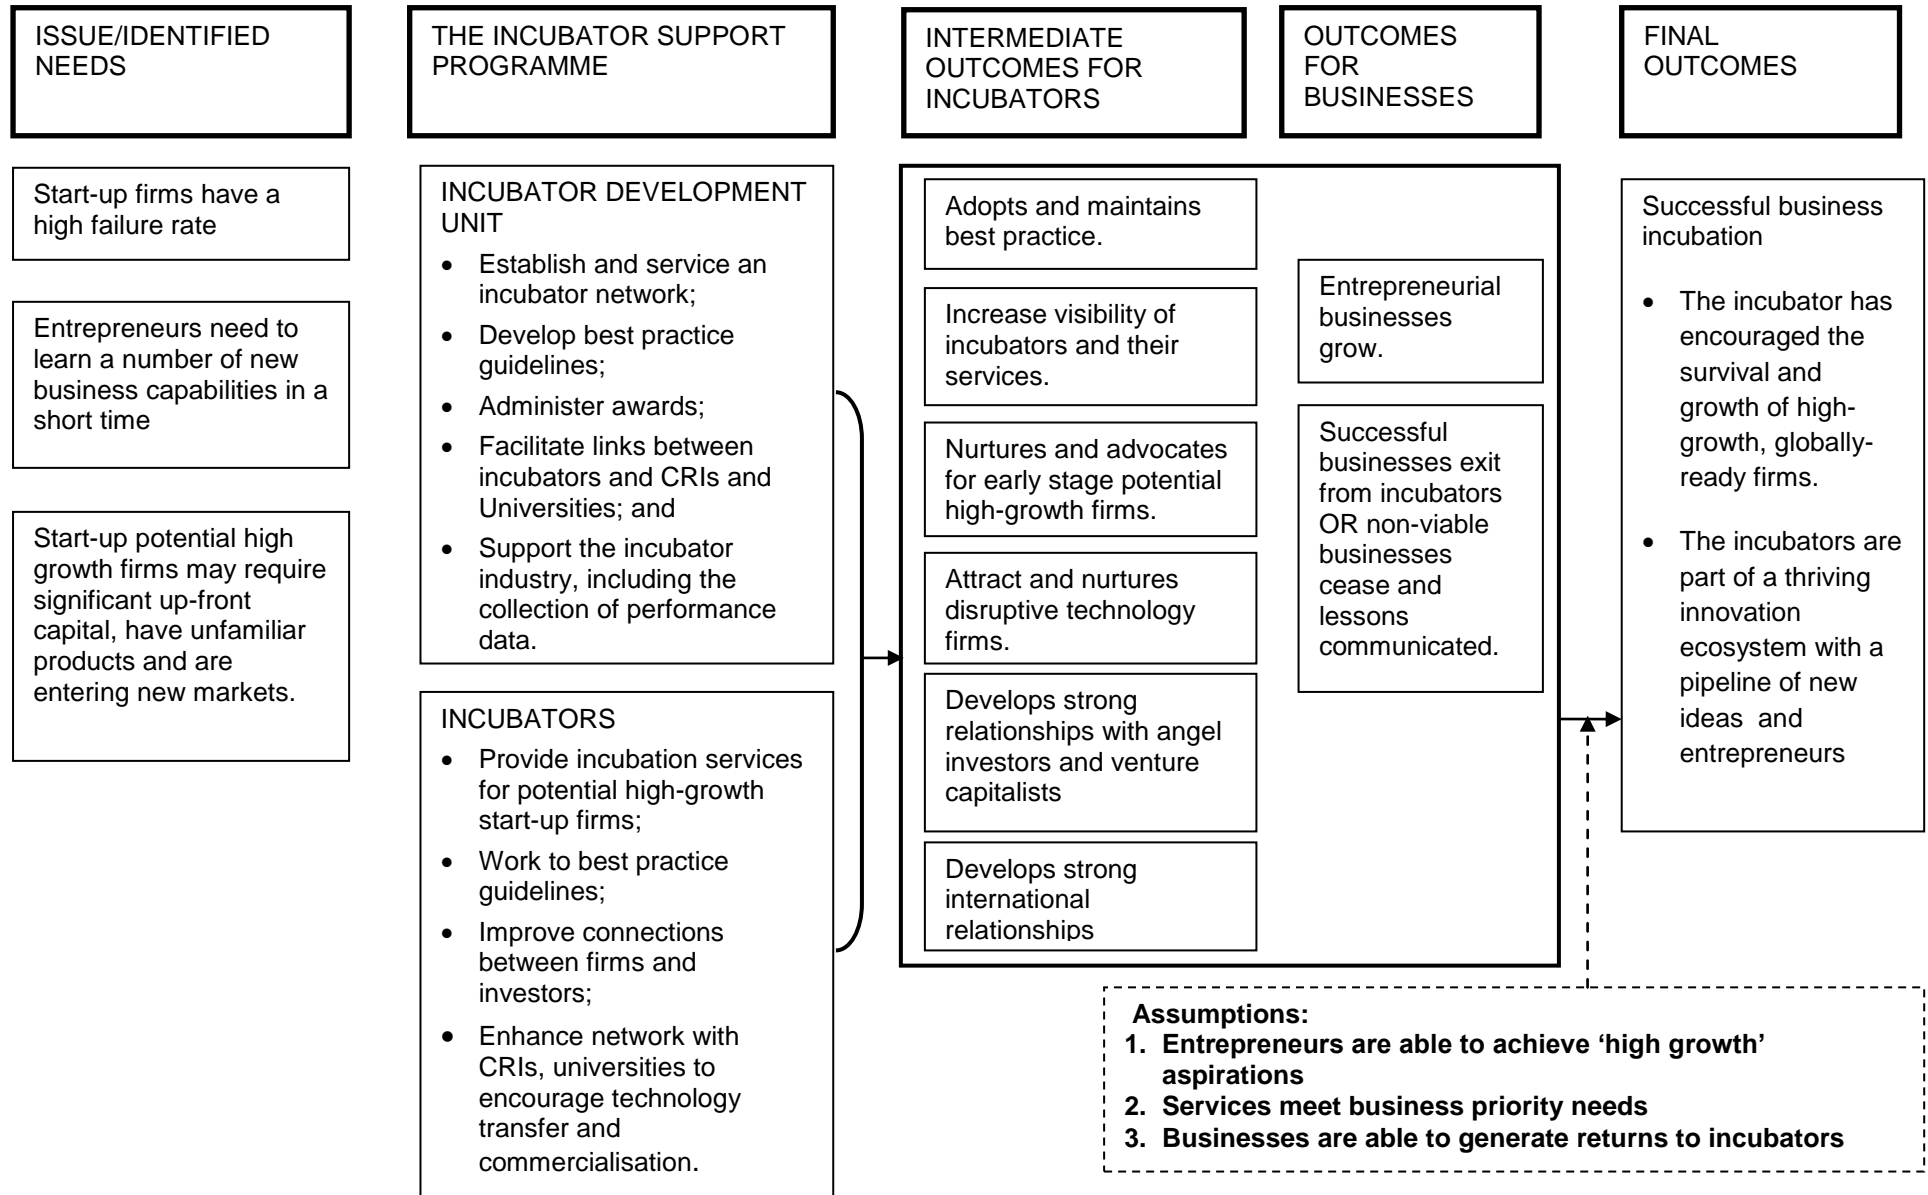 ISSUE/IDENTIFIED
NEEDS
THE INCUBATOR SUPPORT
PROGRAMME
INTERMEDIATE
OUTCOMES FOR
INCUBATORS
OUTCOMES
FOR
BUSINESSES
FINAL
OUTCOMES
Start-up firms have a
high failure rate
Entrepreneurs need to
learn a number of new
business capabilities in a
short time
Start-up potential high
growth firms may require
significant up-front
capital, have unfamiliar
products and are
entering new markets.
INCUBATOR DEVELOPMENT
UNIT
• Establish and service an
incubator network;
• Develop best practice
guidelines;
• Administer awards;
• Facilitate links between
incubators and CRIs and
Universities; and
• Support the incubator
industry, including the
collection of performance
data.
INCUBATORS
• Provide incubation services
for potential high-growth
start-up firms;
• Work to best practice
guidelines;
• Improve connections
between firms and
investors;
• Enhance network with
CRIs, universities to
encourage technology
transfer and
commercialisation.
Adopts and maintains
best practice.
Increase visibility of
incubators and their
services.
Nurtures and advocates
for early stage potential
high-growth firms.
Attract and nurtures
disruptive technology
firms.
Develops strong
relationships with angel
investors and venture
capitalists
Develops strong
international
relationships
Entrepreneurial
businesses
grow.
Successful
businesses exit
from incubators
OR non-viable
businesses
cease and
lessons
communicated.
Successful business
incubation
• The incubator has
encouraged the
survival and
growth of high-
growth, globally-
ready firms.
• The incubators are
part of a thriving
innovation
ecosystem with a
pipeline of new
ideas and
entrepreneurs
Assumptions:
1. Entrepreneurs are able to achieve ‘high growth’
aspirations
2. Services meet business priority needs
3. Businesses are able to generate returns to incubators